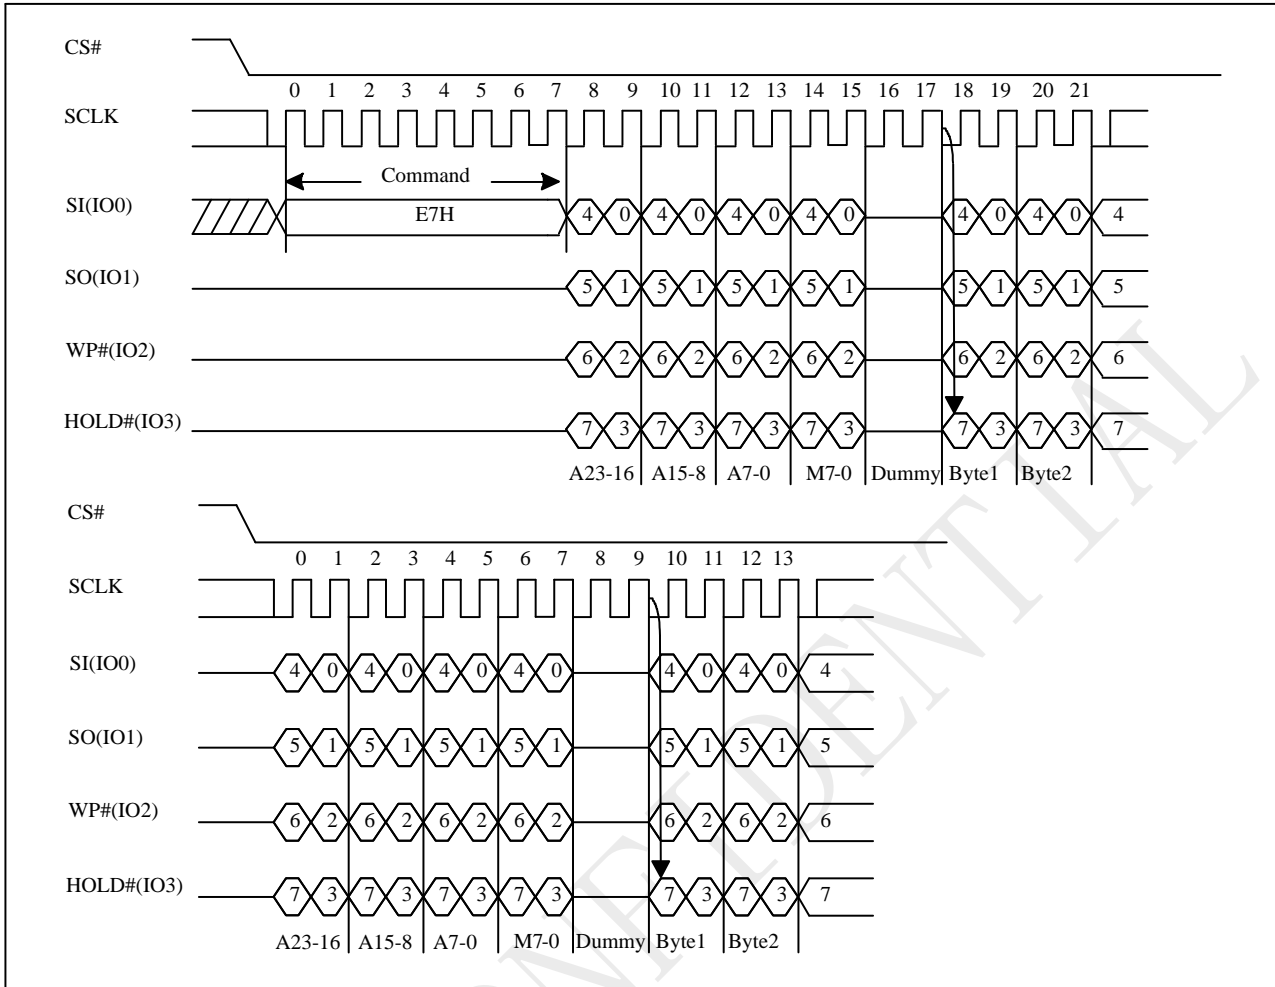 CS#
0 1 2 3 4 5 6 7 8 9 10 11 12 13 14 15 16 17 18 19 20 21
SCLK
Command
SI(IO0) E7H 4 0 4 0 4 0 4 0 4 0 4 0 4
SO(IO1) 5 1 5 1 5 1 5 1 5 1 5 1 5
WP#(IO2) 6 2 6 2 6 2 6 2 6 2 6 2 6
HOLD#(IO3) 7 3 7 3 7 3 7 3 7 3 7 3 7
A23-16 A15-8 A7-0 M7-0 Dummy Byte1 Byte2
CS#
0 1 2 3 4 5 6 7 8 9 10 11 12 13
SCLK
SI(IO0) 4 0 4 0 4 0 4 0 4 0 4 0 4
SO(IO1) 5 1 5 1 5 1 5 1 5 1 5 1 5
WP#(IO2) 6 2 6 2 6 2 6 2 6 2 6 2 6
HOLD#(IO3) 7 3 7 3 7 3 7 3 7 3 7 3 7
A23-16 A15-8 A7-0 M7-0 Dummy Byte1 Byte2
ONFIDENTIAL